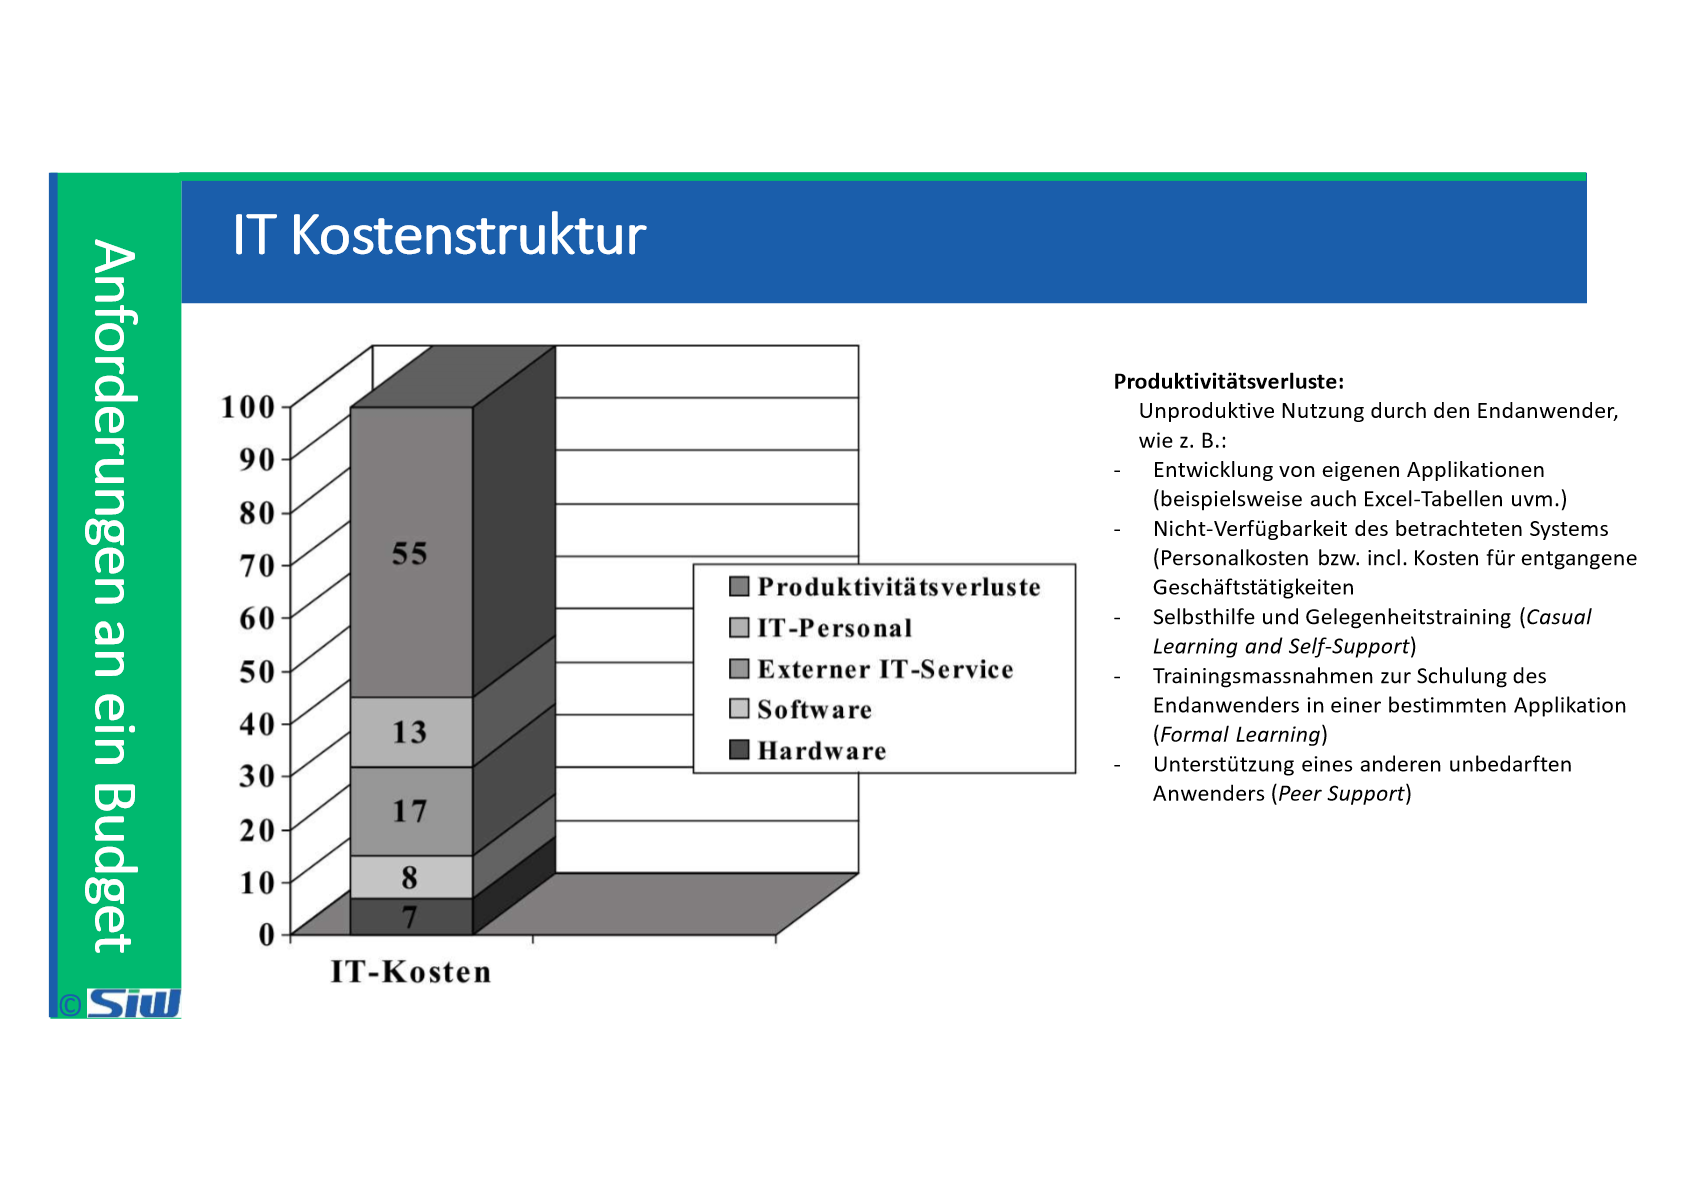 IT Kostenstruktur
Anforderungen an ein Budget
© SiW
100
90
80
70
60
50
40
30
20
10
0
55
13
17
8
7
IT-Kosten
Produktivitätsverluste
IT-Personal
Externer IT-Service
Software
Hardware
Produktivitätsverluste:
Unproduktive Nutzung durch den Endanwender,
wie z. B.:
- Entwicklung von eigenen Applikationen
(beispielsweise auch Excel-Tabellen uvm.)
- Nicht-Verfügbarkeit des betrachteten Systems
(Personalkosten bzw. incl. Kosten für entgangene
Geschäftstätigkeiten
- Selbsthilfe und Gelegenheitstraining (Casual
Learning and Self-Support)
- Trainingsmassnahmen zur Schulung des
Endanwenders in einer bestimmten Applikation
(Formal Learning)
- Unterstützung eines anderen unbedarften
Anwenders (Peer Support)